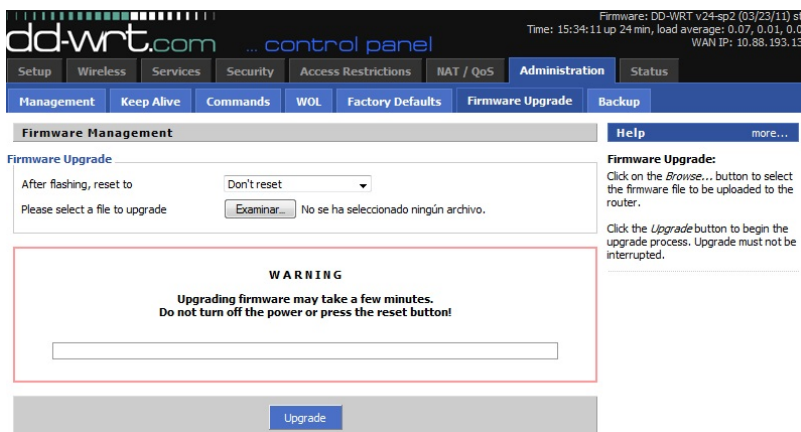 Firmware: DD-WRT v24-sp2 (03/23/11)
Time: 15:34:11 up 24 min, load average: 0.07, 0.01,
WAN IP: 10.88.193.13
dd-wrt.com ... control panel
Setup Wireless Services Security Access Restrictions NAT / QoS Administration Status
Management Keep Alive Commands WOL Factory Defaults Firmware Upgrade Backup
Firmware Management
Help more...
Firmware Upgrade
After flashing, reset to Don't reset
Please select a file to upgrade Examinar... No se ha seleccionado ningún archivo.
Firmware Upgrade:
Click on the Browse... button to select
the firmware file to be uploaded to the
router.
Click the Upgrade button to begin the
upgrade process. Upgrade must not be
interrupted.
WARNING
Upgrading firmware may take a few minutes.
Do not turn off the power or press the reset button!
Upgrade